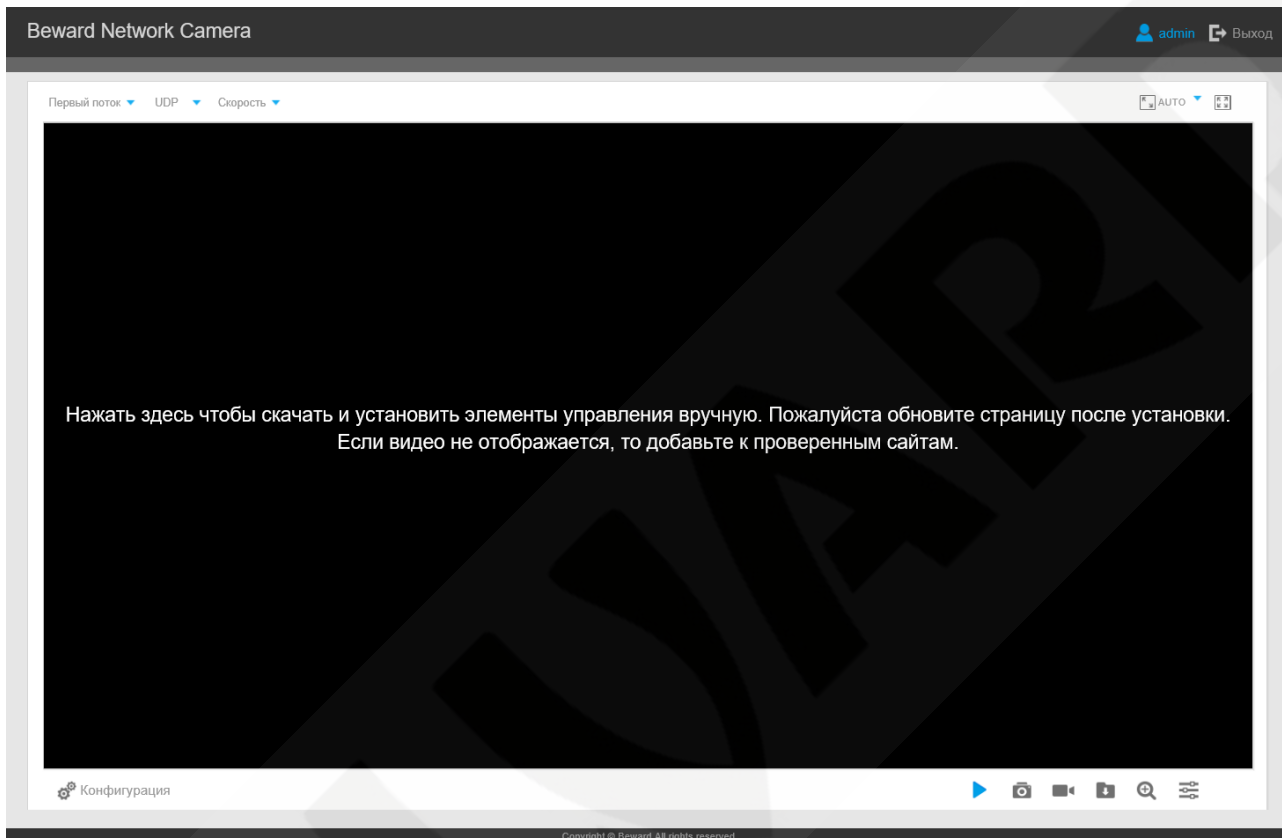 Beward Network Camera
admin Выход
Первый поток UDP Скорость AUTO
Нажать здесь чтобы скачать и установить элементы управления вручную. Пожалуйста обновите страницу после установки.
Если видео не отображается, то добавьте к проверенным сайтам.
Конфигурация
Copyright © Beward.All rights reserved